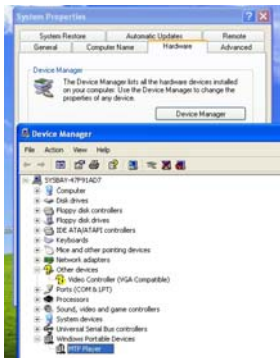 System Properties
System Restore Automatic Updates Remote
General Computer Name Hardware Advanced
Device Manager
The Device Manager lists all the hardware devices installed
on your computer. Use the Device Manager to change the
properties of any device.
Device Manager
Device Manager
File Action View Help
SYSBAY-47P91AD7
Computer
Disk drives
Floppy disk controllers
Floppy disk drives
IDE ATA/ATAPI controllers
Keyboards
Mice and other pointing devices
Network adapters
Other devices
Video Controller (VGA Compatible)
Ports (COM & LPT)
Processors
Sound, video and game controllers
System devices
Universal Serial Bus controllers
Windows Portable Devices
MTP Player